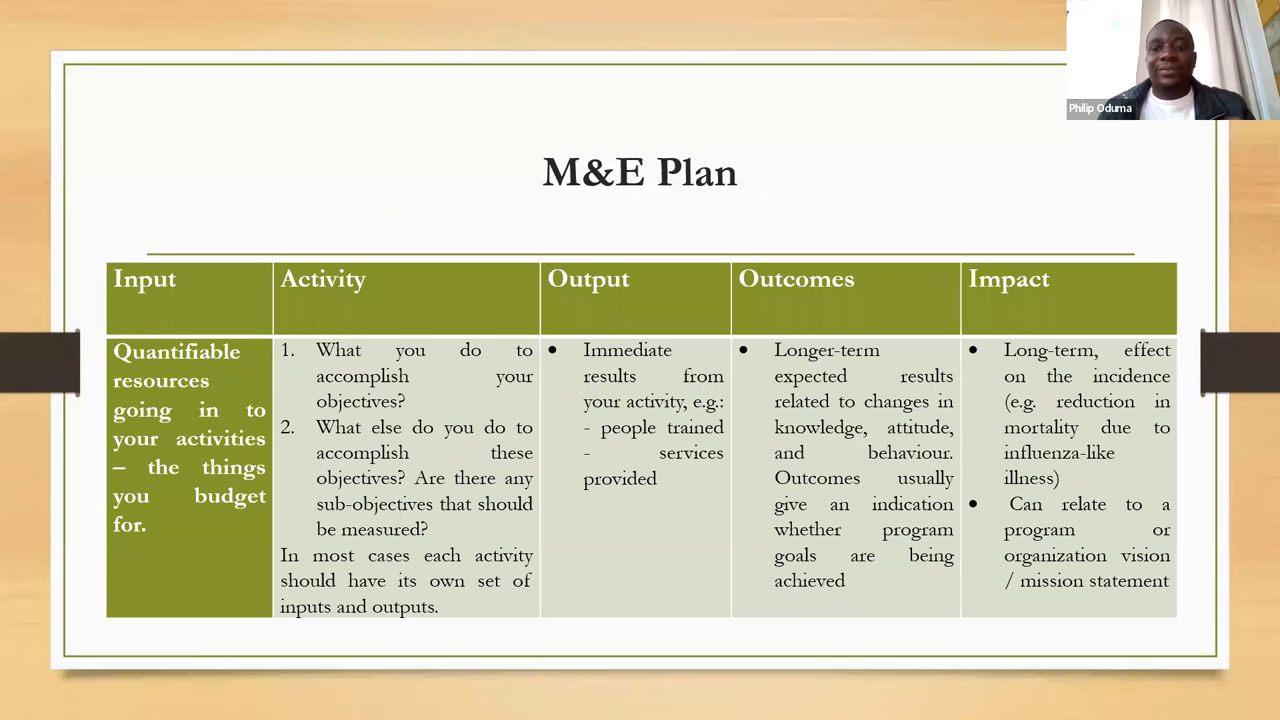 Philip Oduma
M&E Plan
Input
Activity
Output
Outcomes
Impact
Quantifiable
resources
going in to
your activities
– the things
you budget
for.
1. What you do to
accomplish your
objectives?
2. What else do you do to
accomplish these
objectives? Are there any
sub-objectives that should
be measured?
In most cases each activity
should have its own set of
inputs and outputs.
• Immediate
results from
your activity, e.g.:
- people trained
- services
provided
• Longer-term
expected results
related to changes in
knowledge, attitude,
and behaviour.
Outcomes usually
give an indication
whether program
goals are being
achieved
• Long-term, effect
on the incidence
(e.g. reduction in
mortality due to
influenza-like
illness)
• Can relate to a
program or
organization vision
/ mission statement